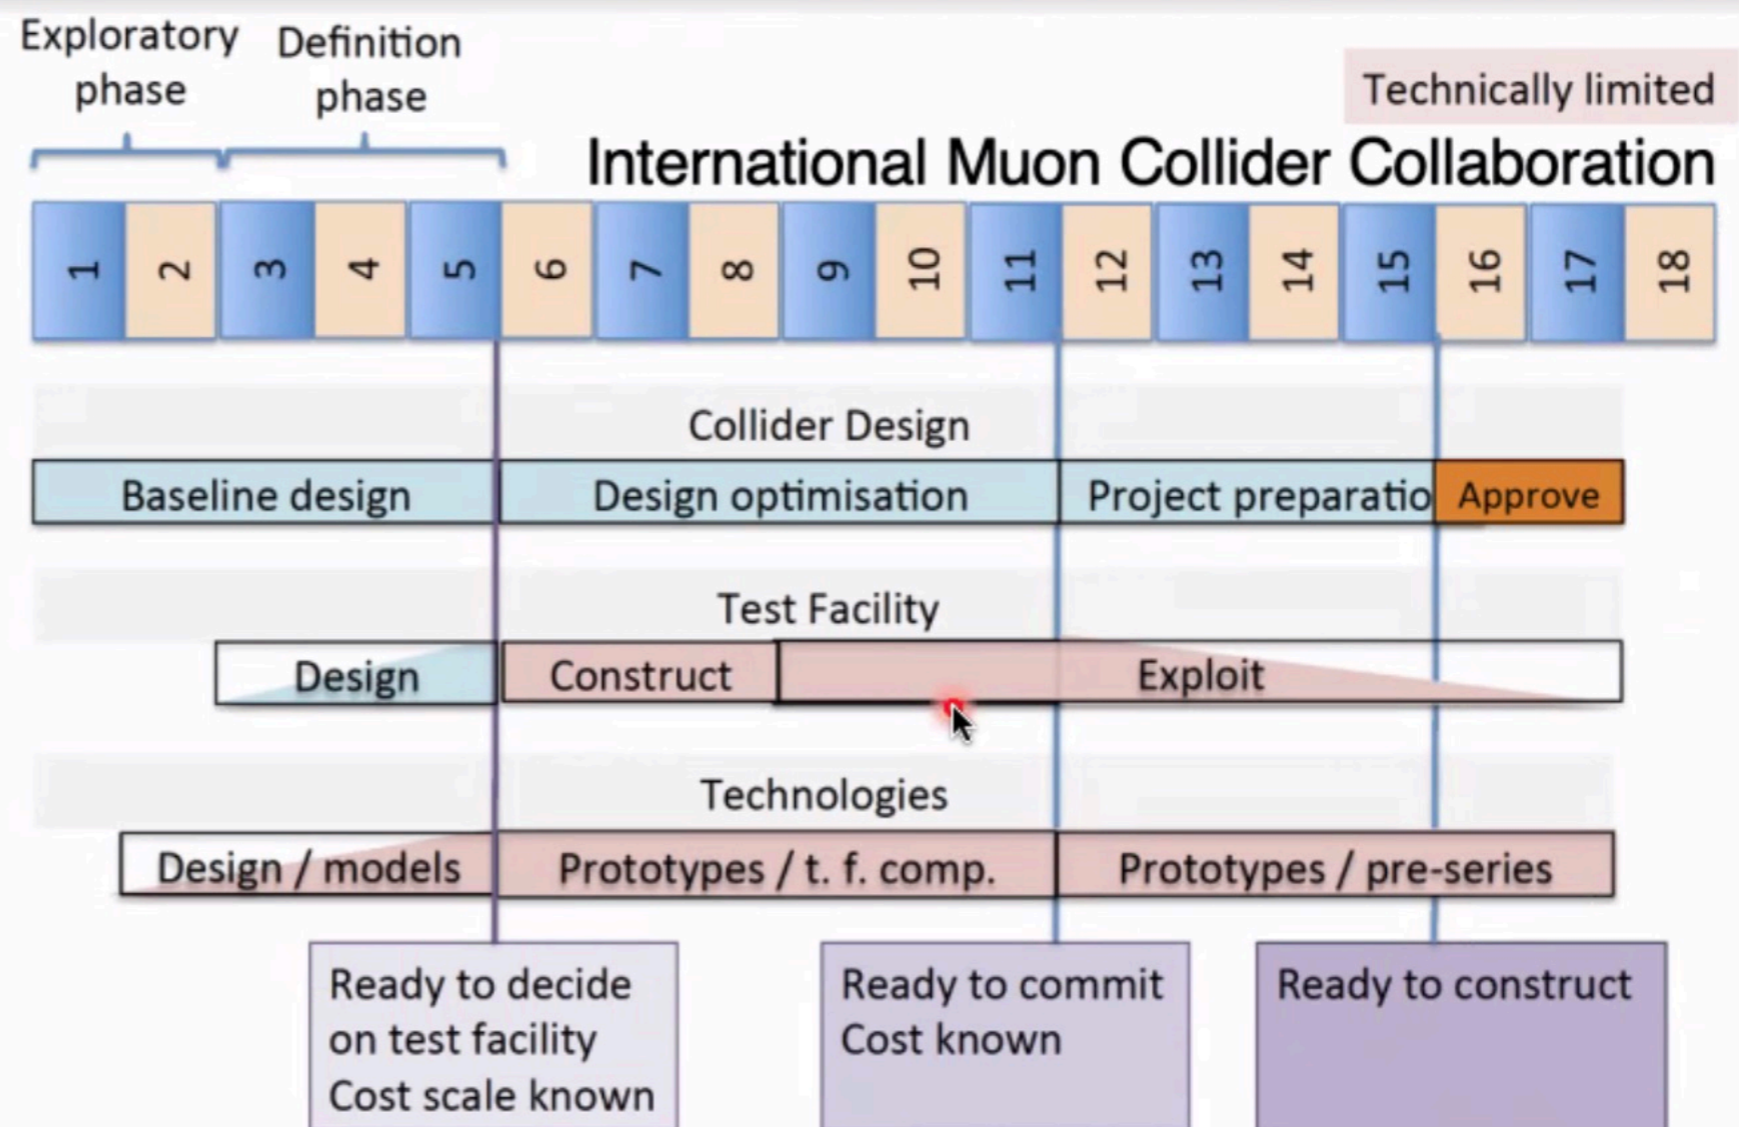 Exploratory
phase
Definition
phase
Technically limited
International Muon Collider Collaboration
1 2 3 4 5 6 7 8 9 10 11 12 13 14 15 16 17 18
Collider Design
Baseline design
Design optimisation
Project preparatio
Approve
Test Facility
Design
Construct
Exploit
Technologies
Design / models
Prototypes / t. f. comp.
Prototypes / pre-series
Ready to decide
on test facility
Cost scale known
Ready to commit
Cost known
Ready to construct